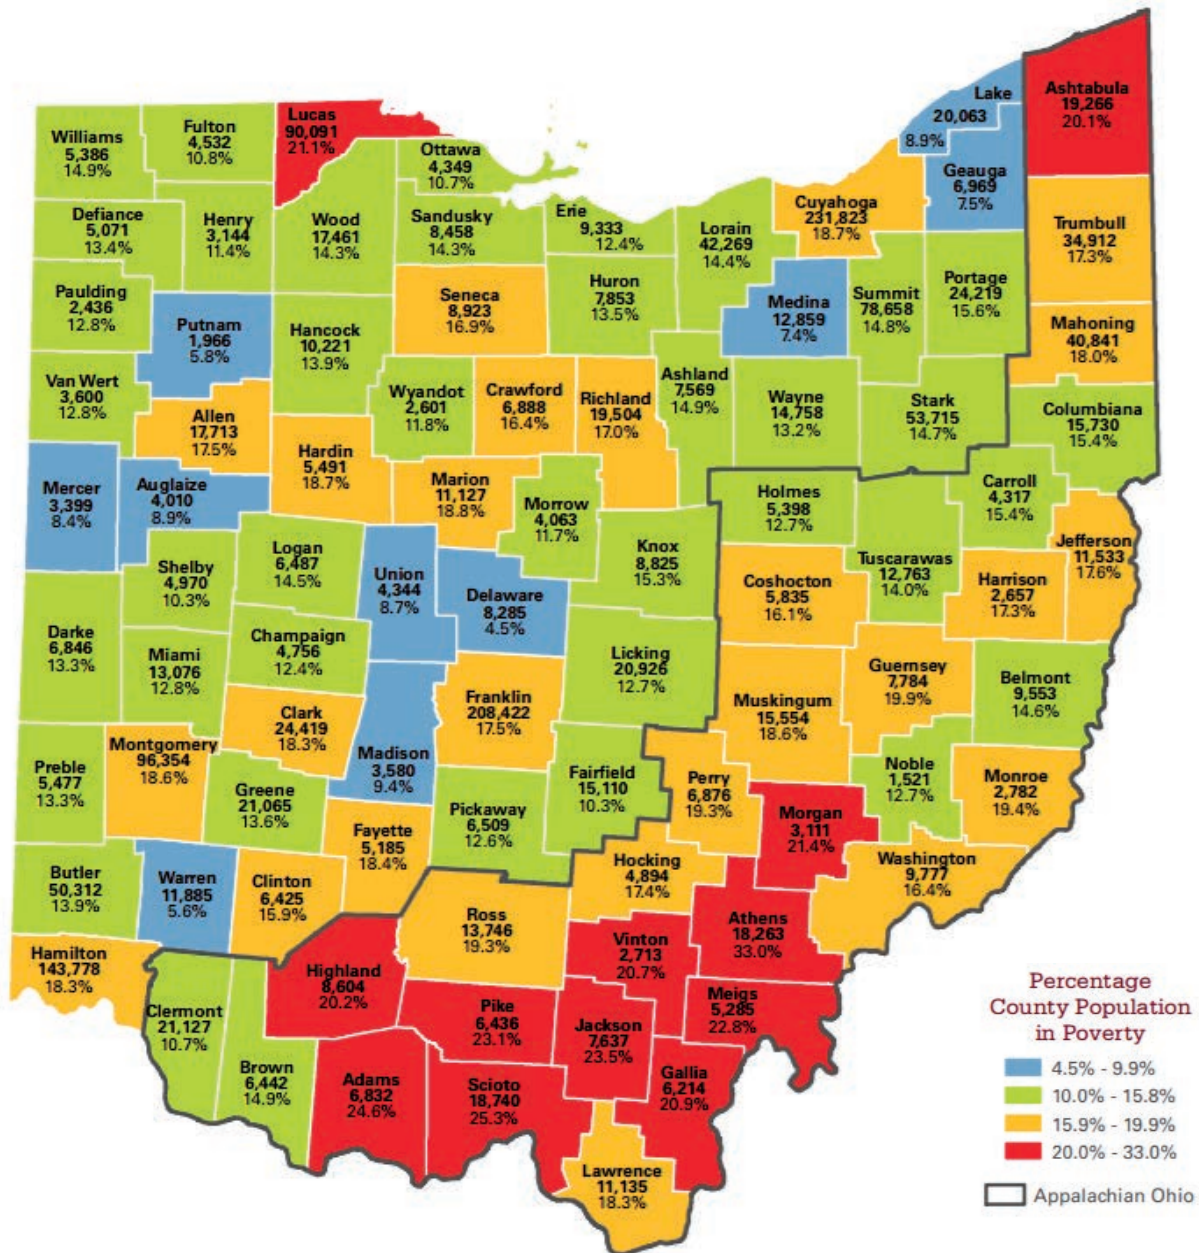 Williams
5,386
14.9%
Fulton
4,532
10.8%
Lucas
90,091
21.1%
Ottawa
4,349
10.7%
Lake
20,063
8.9%
Ashtabula
19,266
20.1%
Geauga
6,969
7.5%
Cuyahoga
231,823
18.7%
Defiance
5,071
13.4%
Henry
3,144
11.4%
Wood
17,461
14.3%
Sandusky
8,458
14.3%
Erie
9,333
12.4%
Lorain
42,269
14.4%
Trumbull
34,912
17.3%
Paulding
2,436
12.8%
Putnam
1,966
5.8%
Hancock
10,221
13.9%
Seneca
8,923
16.9%
Huron
7,853
13.5%
Medina
12,859
7.4%
Summit
78,658
14.8%
Portage
24,219
15.6%
Mahoning
40,841
18.0%
Van Wert
3,600
12.8%
Allen
17,713
17.5%
Wyandot
2,601
11.8%
Crawford
6,888
16.4%
Richland
19,504
17.0%
Ashland
7,569
14.9%
Wayne
14,758
13.2%
Stark
53,715
14.7%
Columbiana
15,730
15.4%
Hardin
5,491
18.7%
Mercer
3,399
8.4%
Auglaize
4,010
8.9%
Marion
11,127
18.8%
Morrow
4,063
11.7%
Holmes
5,398
12.7%
Carroll
4,317
15.4%
Jefferson
11,533
17.6%
Shelby
4,970
10.3%
Logan
6,487
14.5%
Union
4,344
8.7%
Delaware
8,285
4.5%
Knox
8,825
15.3%
Coshocton
5,835
16.1%
Tuscarawas
12,763
14.0%
Harrison
2,657
17.3%
Darke
6,846
13.3%
Miami
13,076
12.8%
Champaign
4,756
12.4%
Licking
20,926
12.7%
Guernsey
7,784
19.9%
Belmont
9,553
14.6%
Clark
24,419
18.3%
Franklin
208,422
17.5%
Muskingum
15,554
18.6%
Preble
5,477
13.3%
Montgomery
96,354
18.6%
Madison
3,580
9.4%
Greene
21,065
13.6%
Fairfield
15,110
10.3%
Perry
6,876
19.3%
Noble
1,521
12.7%
Monroe
2,782
19.4%
Pickaway
6,509
12.6%
Fayette
5,185
18.4%
Morgan
3,111
21.4%
Butler
50,312
13.9%
Warren
11,885
5.6%
Clinton
6,425
15.9%
Hocking
4,894
17.4%
Washington
9,777
16.4%
Ross
13,746
19.3%
Athens
18,263
33.0%
Hamilton
143,778
18.3%
Vinton
2,713
20.7%
Highland
8,604
20.2%
Clermont
21,127
10.7%
Pike
6,436
23.1%
Jackson
7,637
23.5%
Meigs
5,285
22.8%
Brown
6,442
14.9%
Adams
6,832
24.6%
Scioto
18,740
25.3%
Gallia
6,214
20.9%
Lawrence
11,135
18.3%
Percentage
County Population
in Poverty
4.5% - 9.9%
10.0% - 15.8%
15.9% - 19.9%
20.0% - 33.0%
Appalachian Ohio